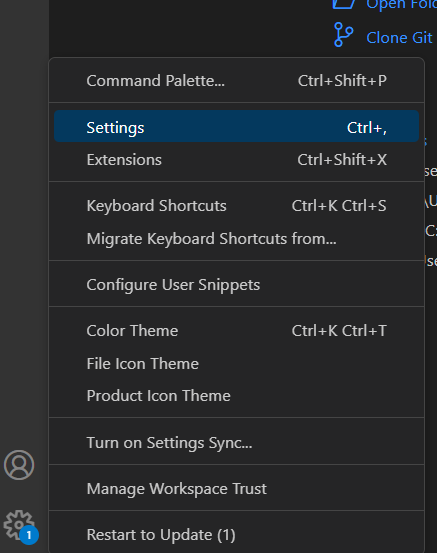 Open Fold
Clone Git
Command Palette... Ctrl+Shift+P
Settings Ctrl+,
Extensions Ctrl+Shift+X
Keyboard Shortcuts Ctrl+K Ctrl+S
Migrate Keyboard Shortcuts from...
Configure User Snippets
Color Theme Ctrl+K Ctrl+T
File Icon Theme
Product Icon Theme
Turn on Settings Sync...
Manage Workspace Trust
1
Restart to Update (1)